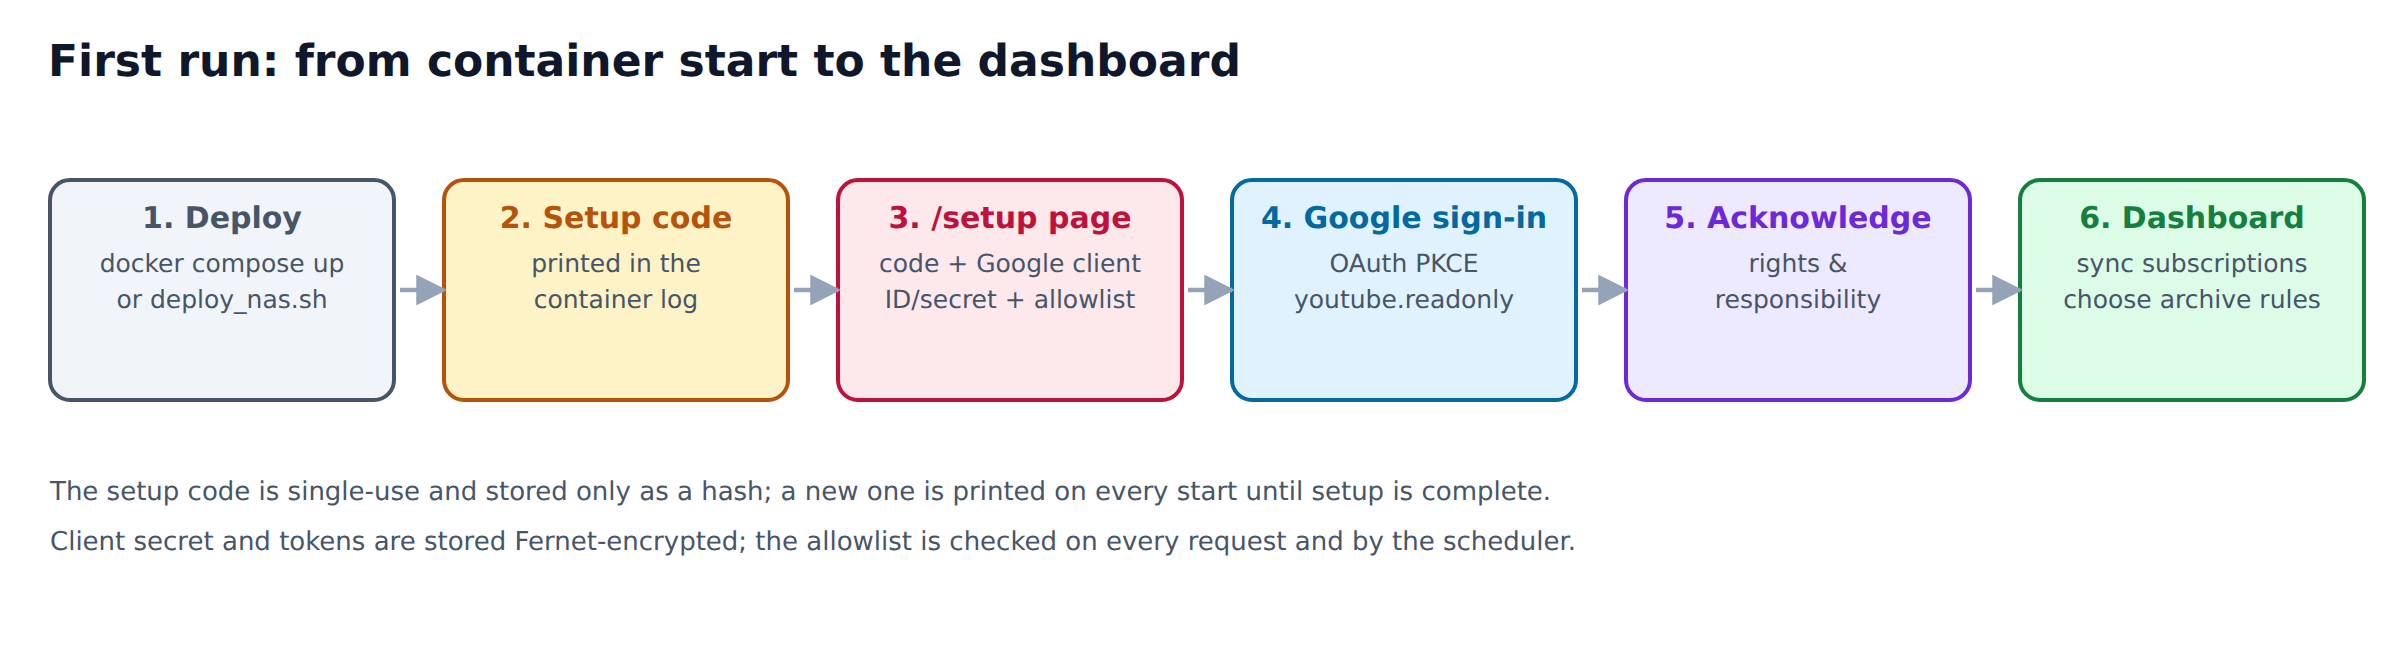 First run: from container start to the dashboard
1. Deploy
docker compose up
or deploy_nas.sh
2. Setup code
printed in the
container log
3. /setup page
code + Google client
ID/secret + allowlist
4. Google sign-in
OAuth PKCE
youtube.readonly
5. Acknowledge
rights &
responsibility
6. Dashboard
sync subscriptions
choose archive rules
The setup code is single-use and stored only as a hash; a new one is printed on every start until setup is complete.
Client secret and tokens are stored Fernet-encrypted; the allowlist is checked on every request and by the scheduler.